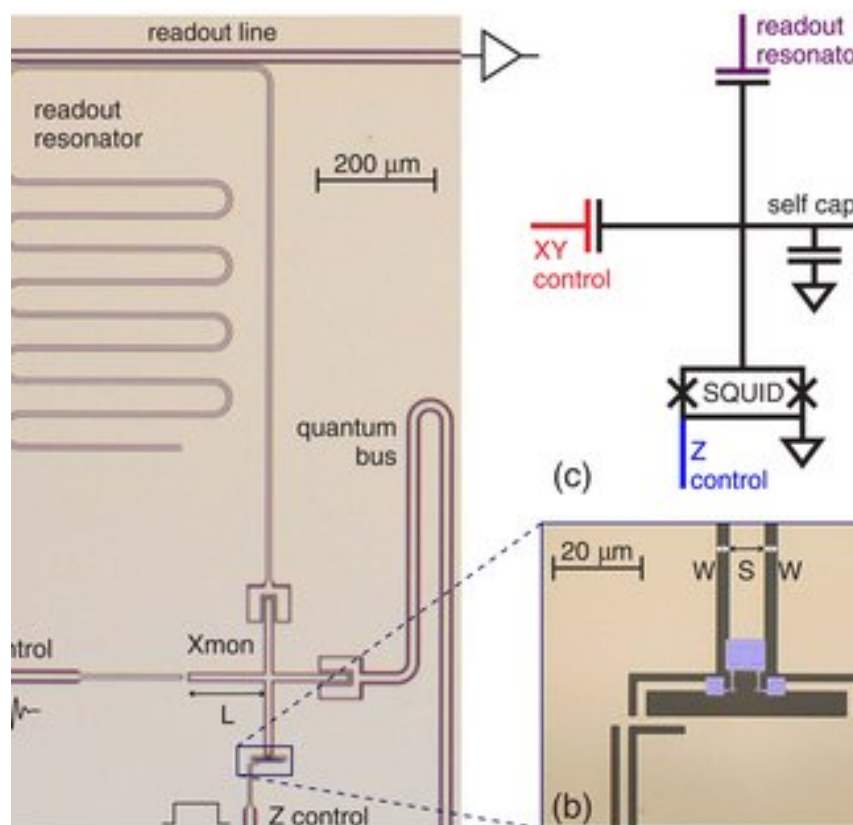 readout line
readout
resonator
200 μm
quantum
bus
Xmon
ntrol
L
Z control
readout
resonato
self cap
XY
control
SQUID
Z
control
(c)
20 μm
W S W
(b)